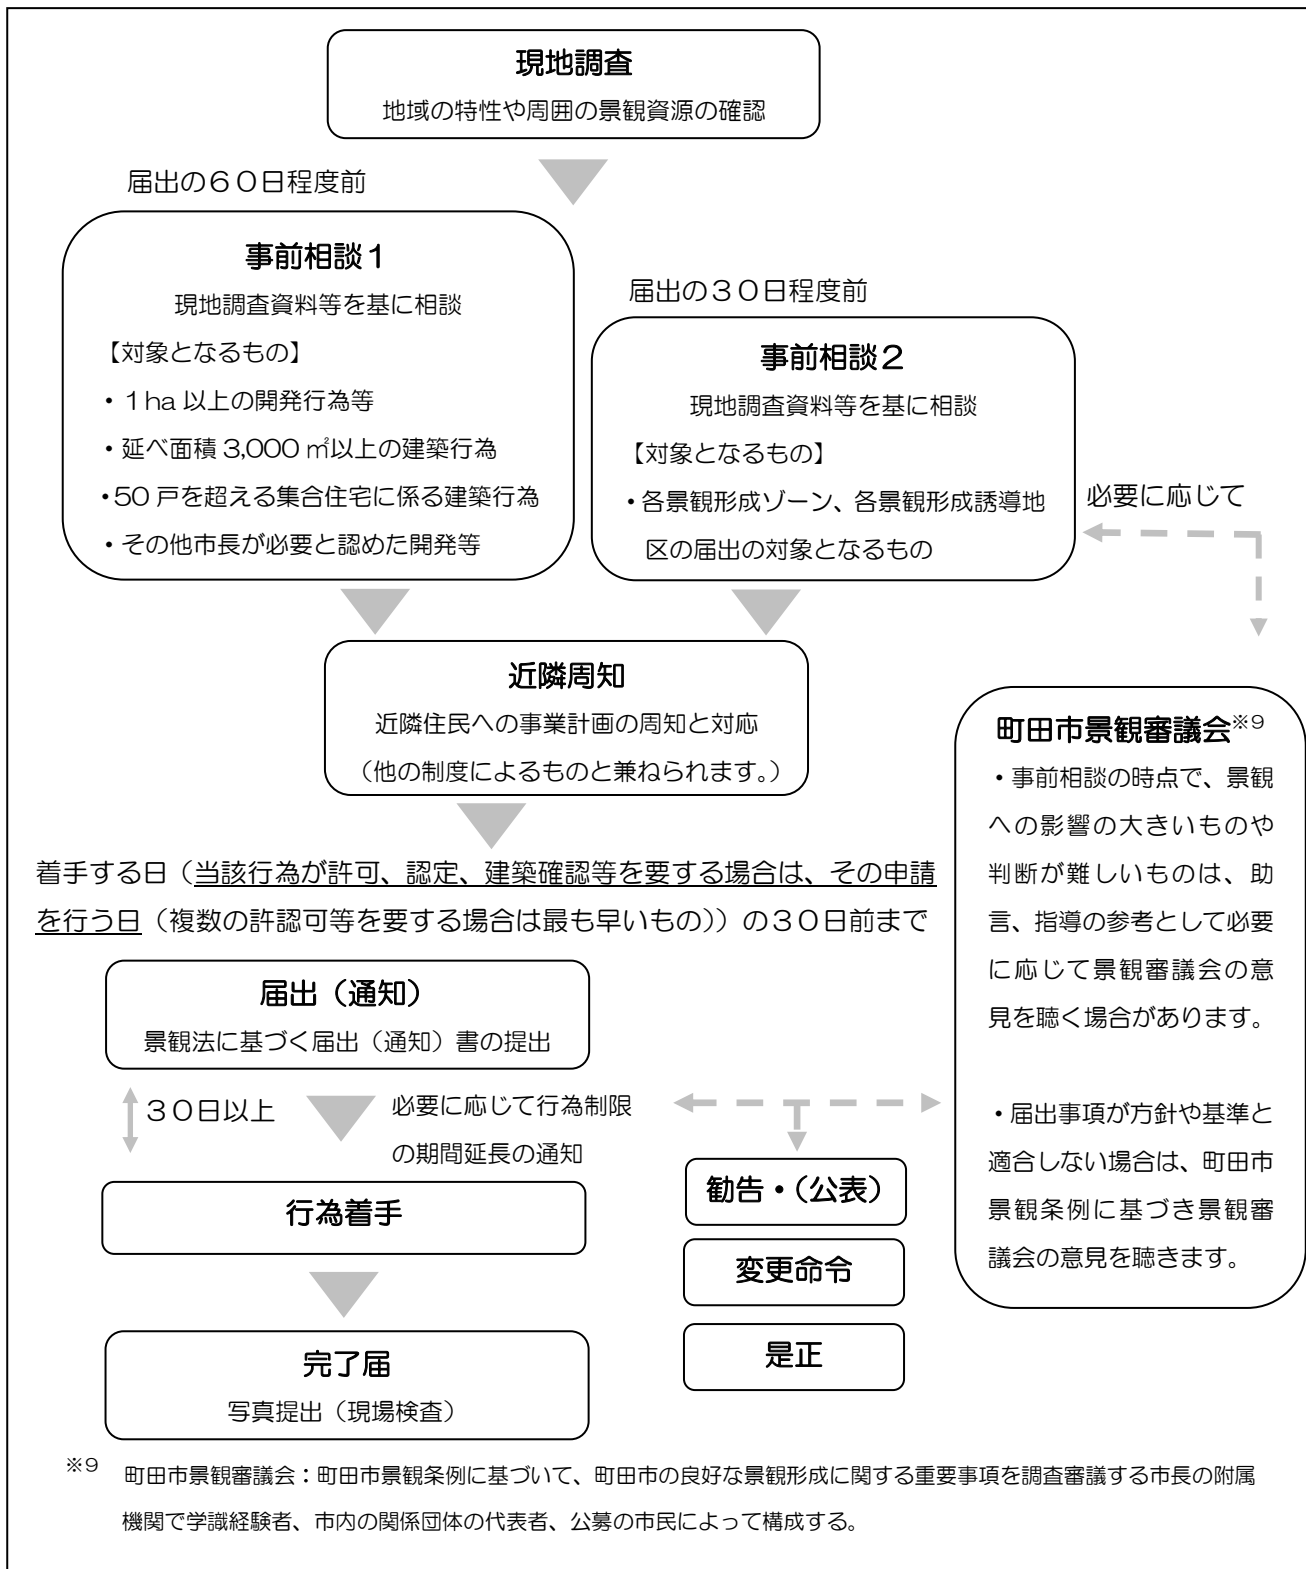 現地調査
地域の特性や周囲の景観資源の確認
届出の60日程度前
事前相談1
現地調査資料等を基に相談
【対象となるもの】
・1ha 以上の開発行為等
・延べ面積 3,000 ㎡以上の建築行為
・50 戸を超える集合住宅に係る建築行為
・その他市長が必要と認めた開発等
届出の30日程度前
事前相談2
現地調査資料等を基に相談
【対象となるもの】
・各景観形成ゾーン、各景観形成誘導地
区の届出の対象となるもの
必要に応じて
近隣周知
近隣住民への事業計画の周知と対応
（他の制度によるものと兼ねられます。）
着手する日（当該行為が許可、認定、建築確認等を要する場合は、その申請
を行う日（複数の許認可等を要する場合は最も早いもの））の30日前まで
届出（通知）
景観法に基づく届出（通知）書の提出
30日以上
必要に応じて行為制限
の期間延長の通知
行為着手
完了届
写真提出（現場検査）
勧告・（公表）
変更命令
是正
町田市景観審議会※9
・事前相談の時点で、景観
への影響の大きいものや
判断が難しいものは、助
言、指導の参考として必要
に応じて景観審議会の意
見を聴く場合があります。
・届出事項が方針や基準と
適合しない場合は、町田市
景観条例に基づき景観審
議会の意見を聴きます。
※9 町田市景観審議会：町田市景観条例に基づいて、町田市の良好な景観形成に関する重要事項を調査審議する市長の附属
機関で学識経験者、市内の関係団体の代表者、公募の市民によって構成する。